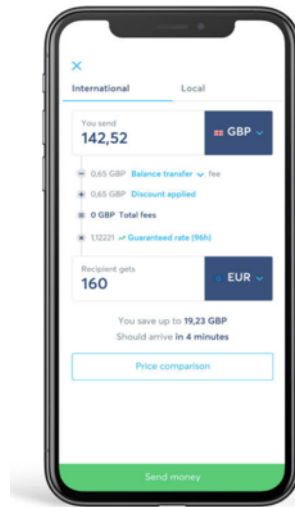 International Local
You send
142,52 GBP
0,65 GBP Balance transfer fee
0,65 GBP Discount applied
0 GBP Total fees
1,12221 Guaranteed rate (96h)
Recipient gets
160 EUR
You save up to 19,23 GBP
Should arrive in 4 minutes
Price comparison
Send money